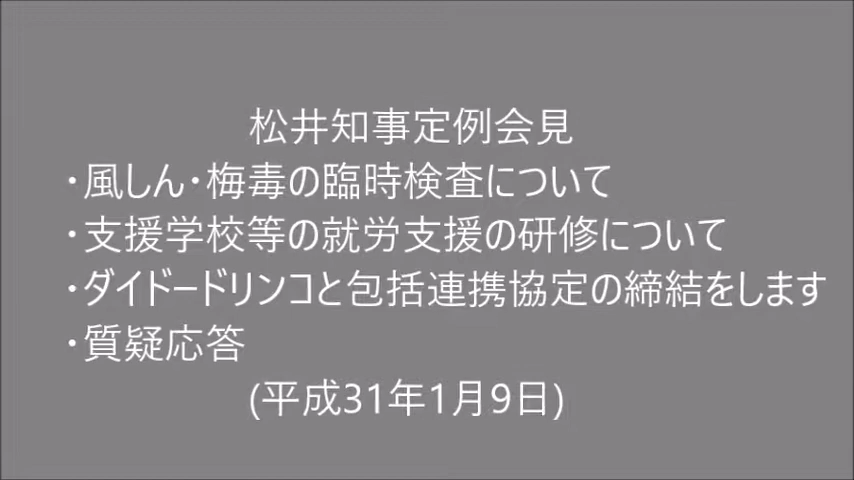 松井知事定例会見
・風しん・梅毒の臨時検査について
・支援学校等の就労支援の研修について
・ダイドードリンコと包括連携協定の締結をします
・質疑応答
(平成31年1月9日)